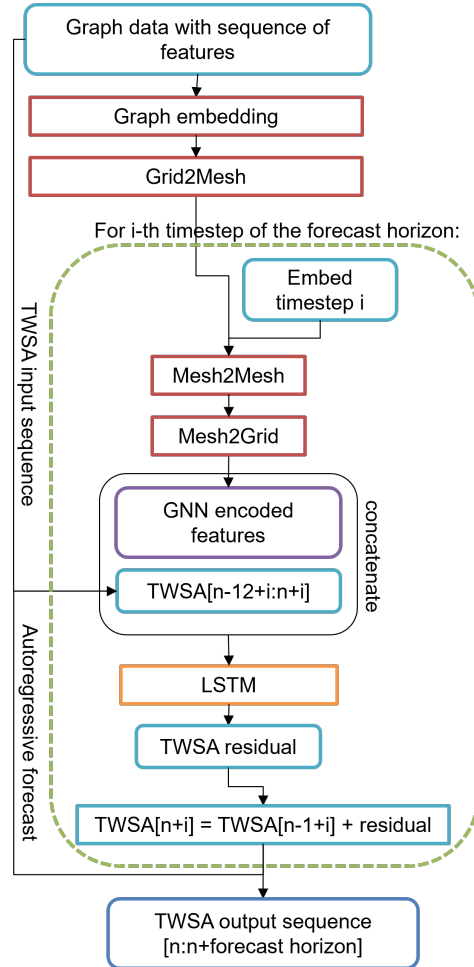 Graph data with sequence of
features
Graph embedding
Grid2Mesh
For i-th timestep of the forecast horizon:
Embed
timestep i
TWSA input sequence
Mesh2Mesh
Mesh2Grid
GNN encoded
features
concatenate
TWSA[n-12+i:n+i]
Autoregressive forecast
LSTM
TWSA residual
TWSA[n+i] = TWSA[n-1+i] + residual
TWSA output sequence
[n:n+forecast horizon]